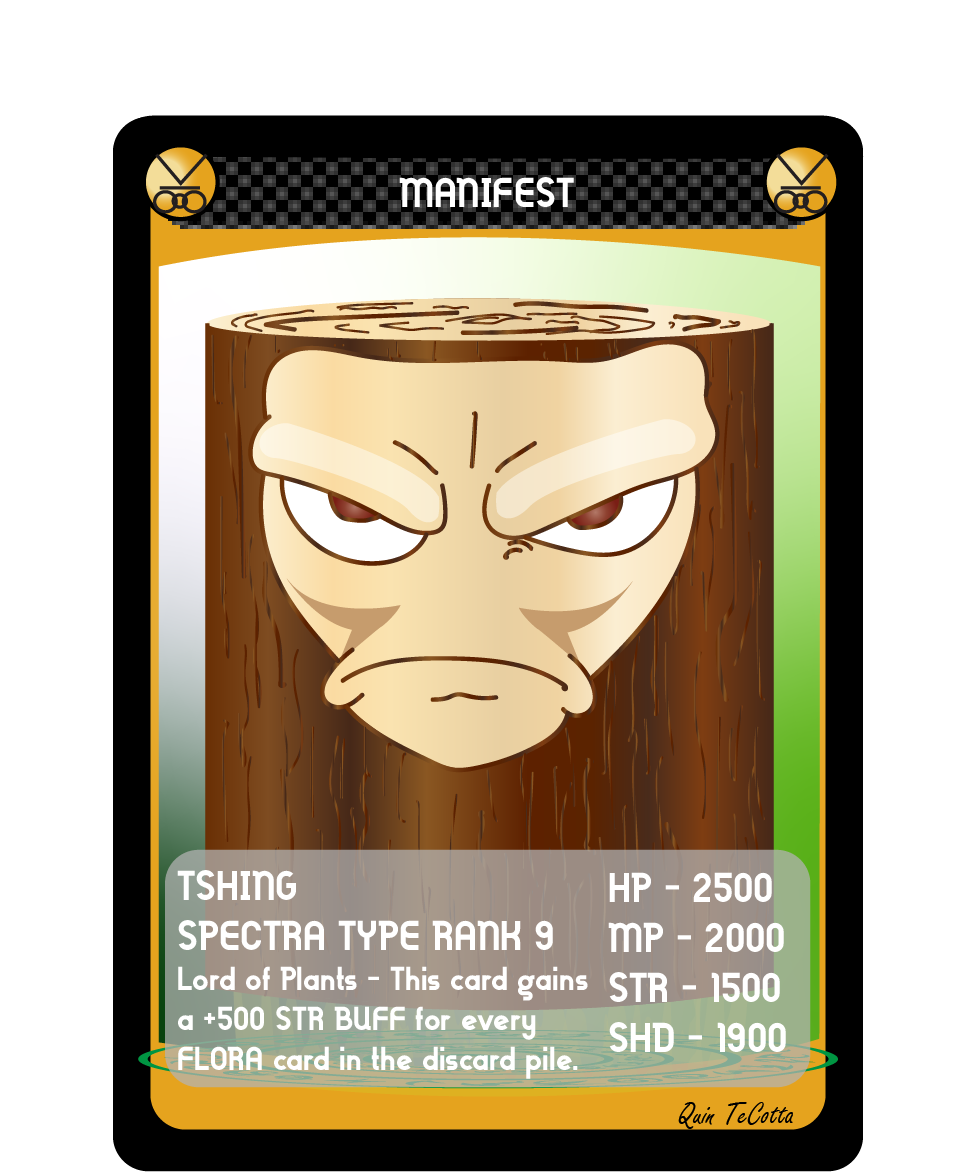 MANIFEST
TSHING
SPECTRA TYPE RANK 9
Lord of Plants - This card gains
a +500 STR BUFF for every
FLORA card in the discard pile.
HP - 2500
MP - 2000
STR - 1500
SHD - 1900
Quin TeCotta